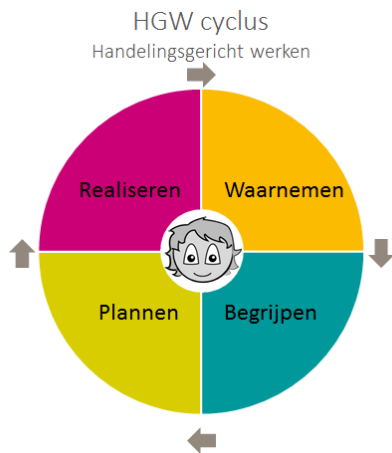 HGW cyclus
Handelingsgericht werken
Realiseren
Waarnemen
Plannen
Begrijpen